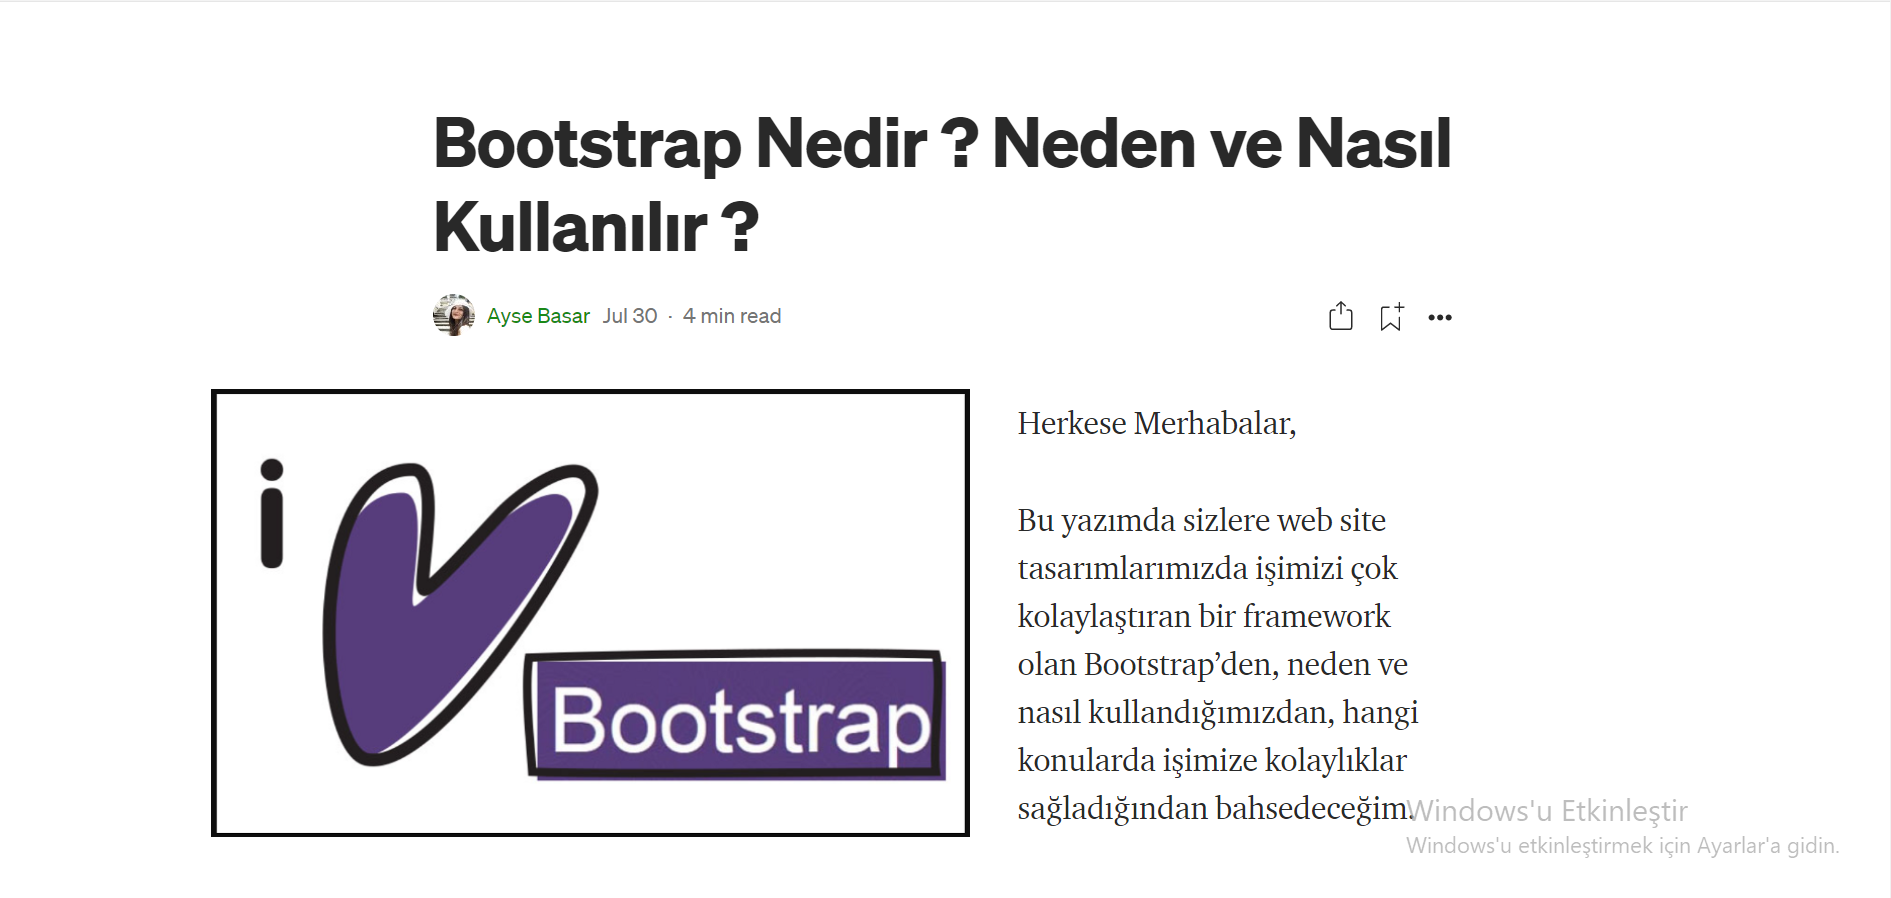 Bootstrap Nedir ? Neden ve Nasıl
Kullanılır ?
Ayse Basar Jul 30 · 4 min read
i
Bootstrap
Herkese Merhabalar,
Bu yazımda sizlere web site
tasarımlarımızda işimizi çok
kolaylaştıran bir framework
olan Bootstrap’den, neden ve
nasıl kullandığımızdan, hangi
konularda işimize kolaylıklar
sağladığından bahsedeceğim.
Windows'u Etkinleştir
Windows'u etkinleştirmek için Ayarlar'a gidin.